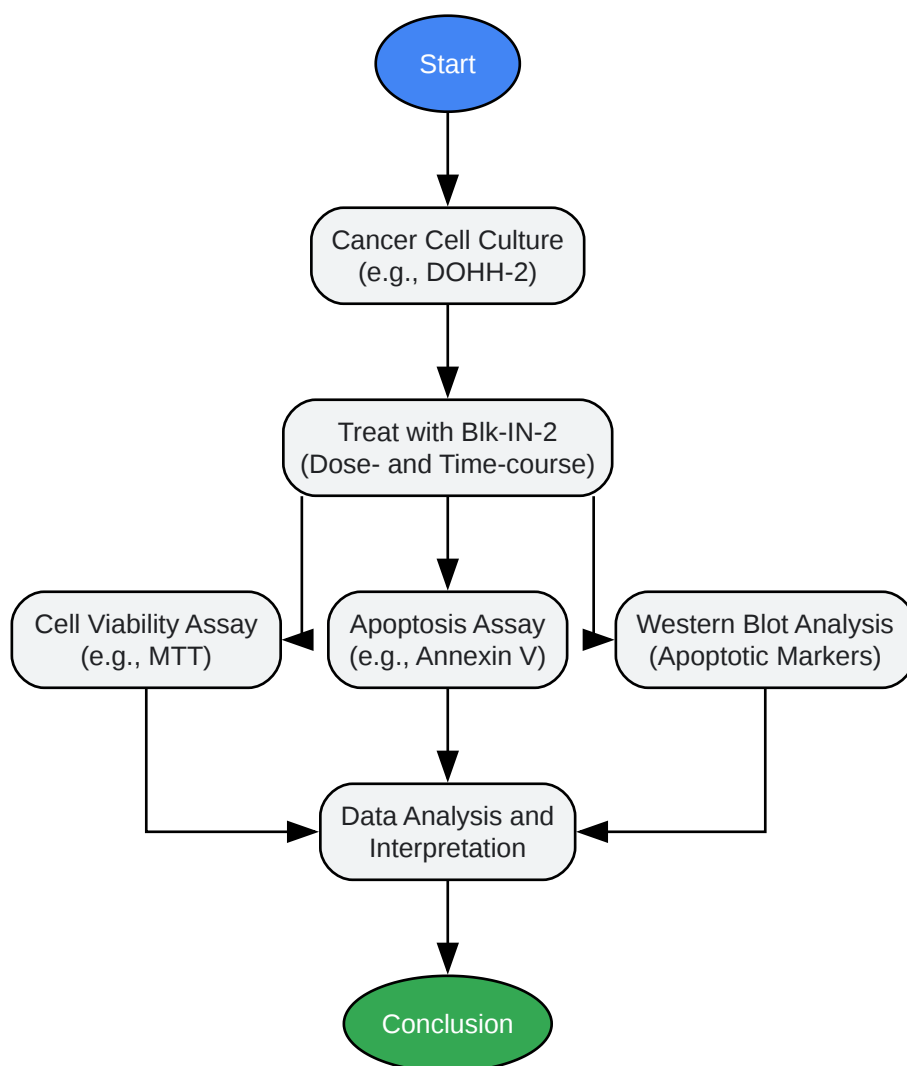 Start
Cancer Cell Culture
(e.g., DOHH-2)
Treat with Blk-IN-2
(Dose- and Time-course)
Cell Viability Assay
(e.g., MTT)
Apoptosis Assay
(e.g., Annexin V)
Western Blot Analysis
(Apoptotic Markers)
Data Analysis and
Interpretation
Conclusion